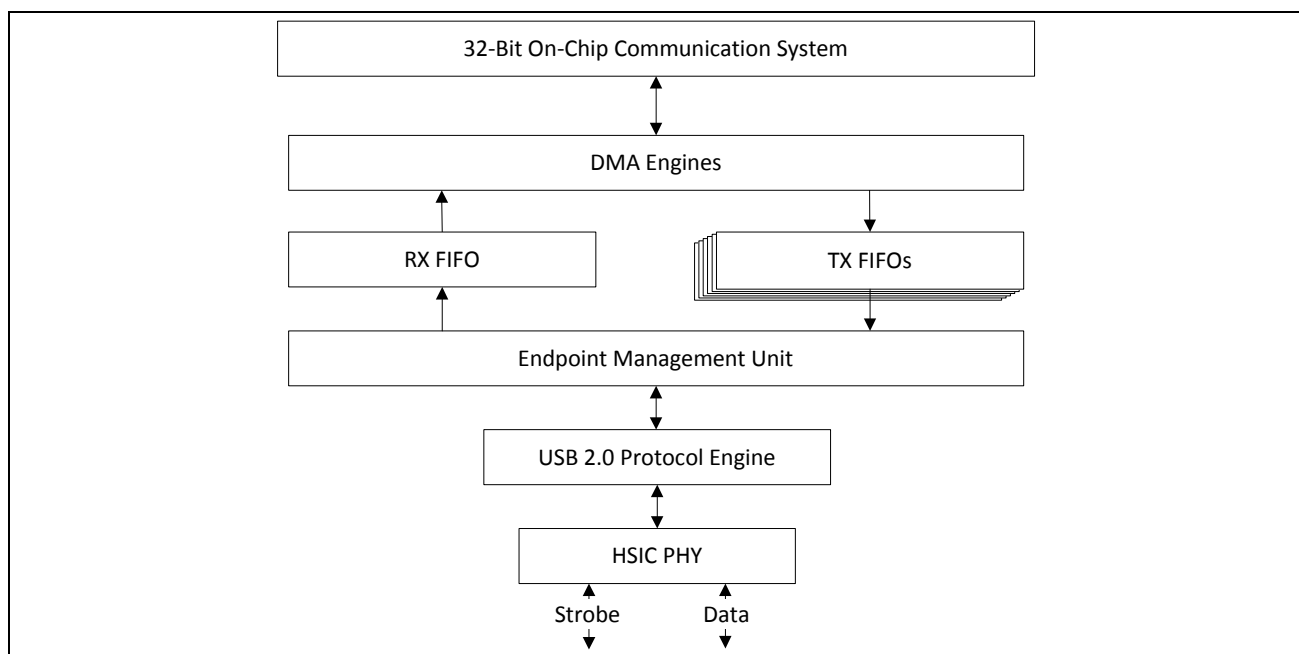 32-Bit On-Chip Communication System
DMA Engines
RX FIFO
TX FIFOs
Endpoint Management Unit
USB 2.0 Protocol Engine
HSIC PHY
Strobe
Data